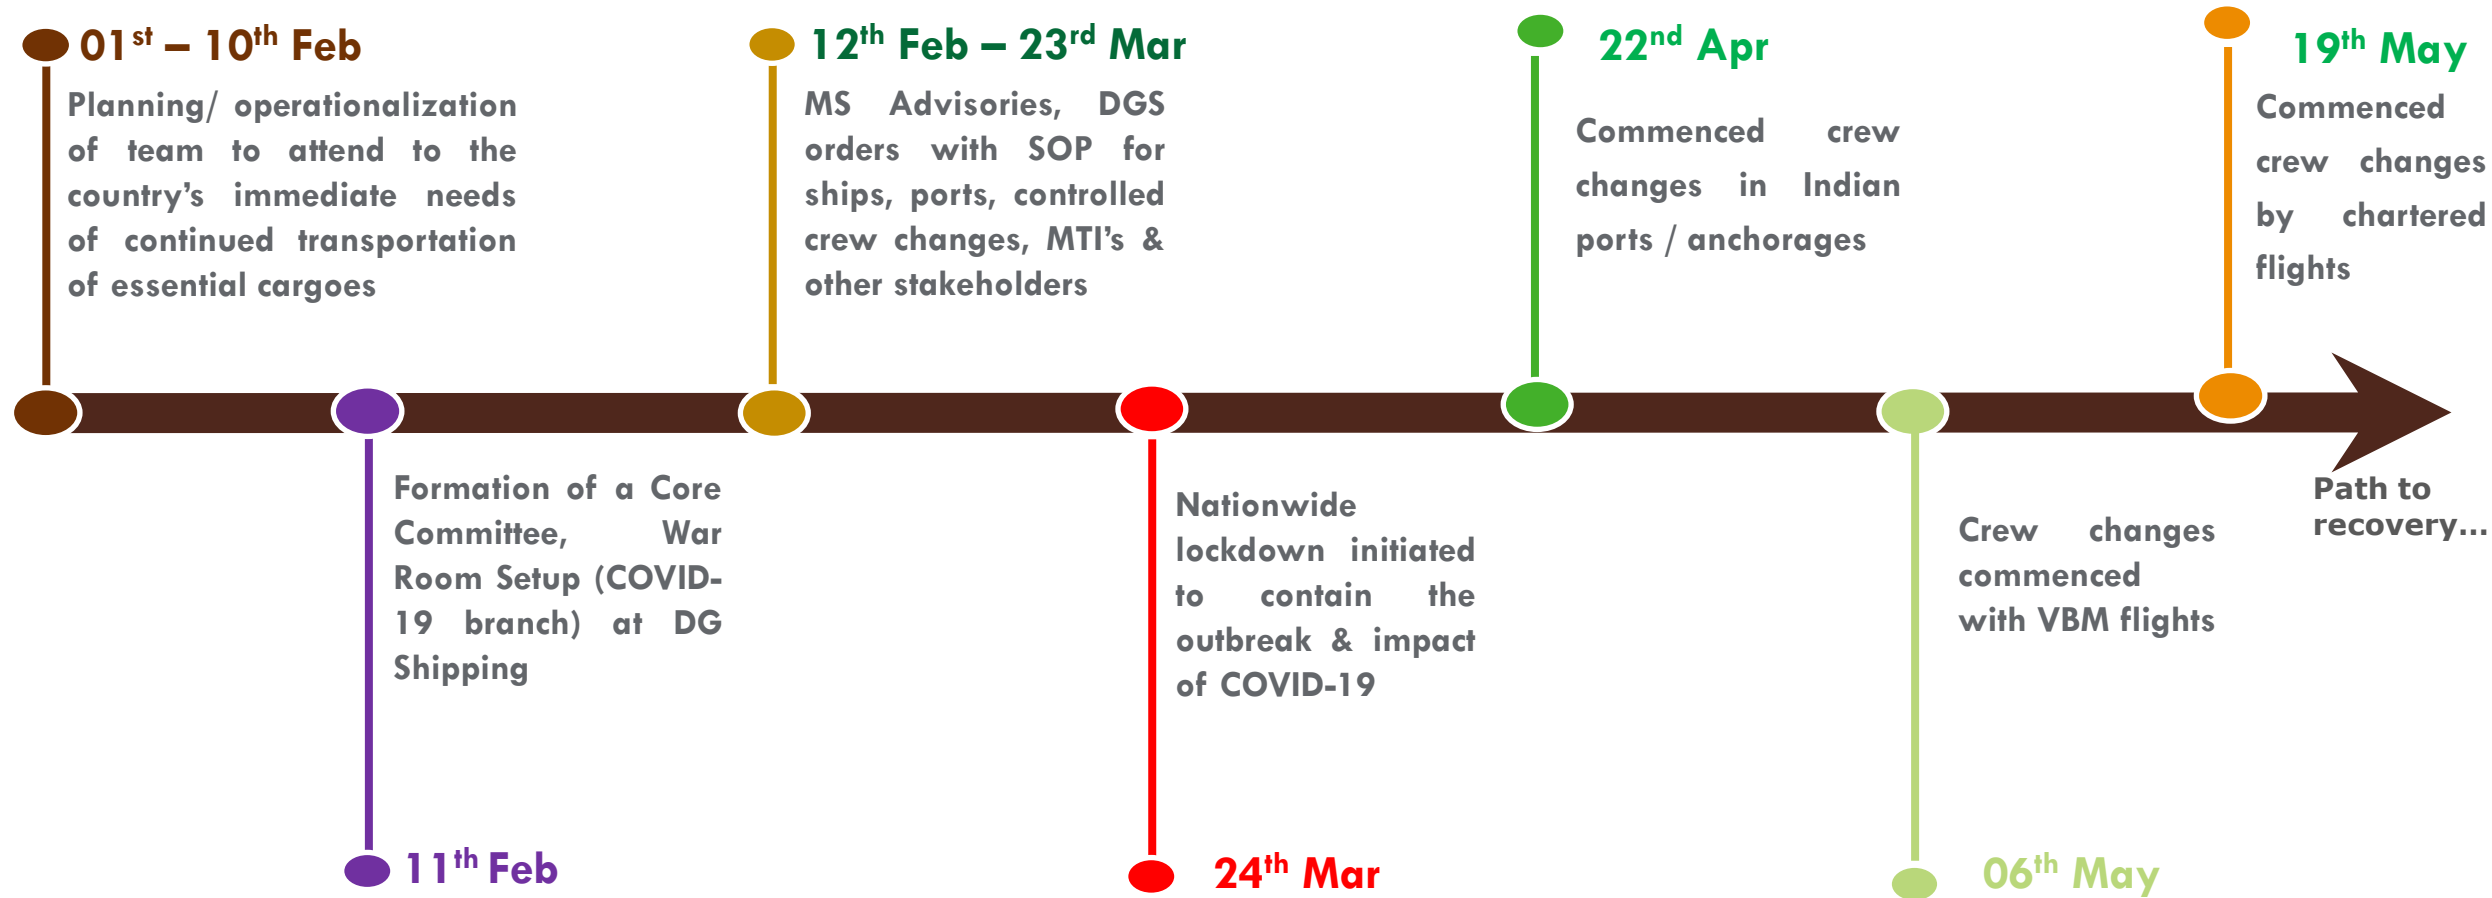 01st – 10th Feb
Planning/ operationalization
of team to attend to the
country’s immediate needs
of continued transportation
of essential cargoes
11th Feb
Formation of a Core
Committee, War
Room Setup (COVID-
19 branch) at DG
Shipping
12th Feb – 23rd Mar
MS Advisories, DGS
orders with SOP for
ships, ports, controlled
crew changes, MTI’s &
other stakeholders
24th Mar
Nationwide
lockdown initiated
to contain the
outbreak & impact
of COVID-19
22nd Apr
Commenced crew
changes in Indian
ports / anchorages
06th May
Crew changes
commenced
with VBM flights
19th May
Commenced
crew changes
by chartered
flights
Path to
recovery...